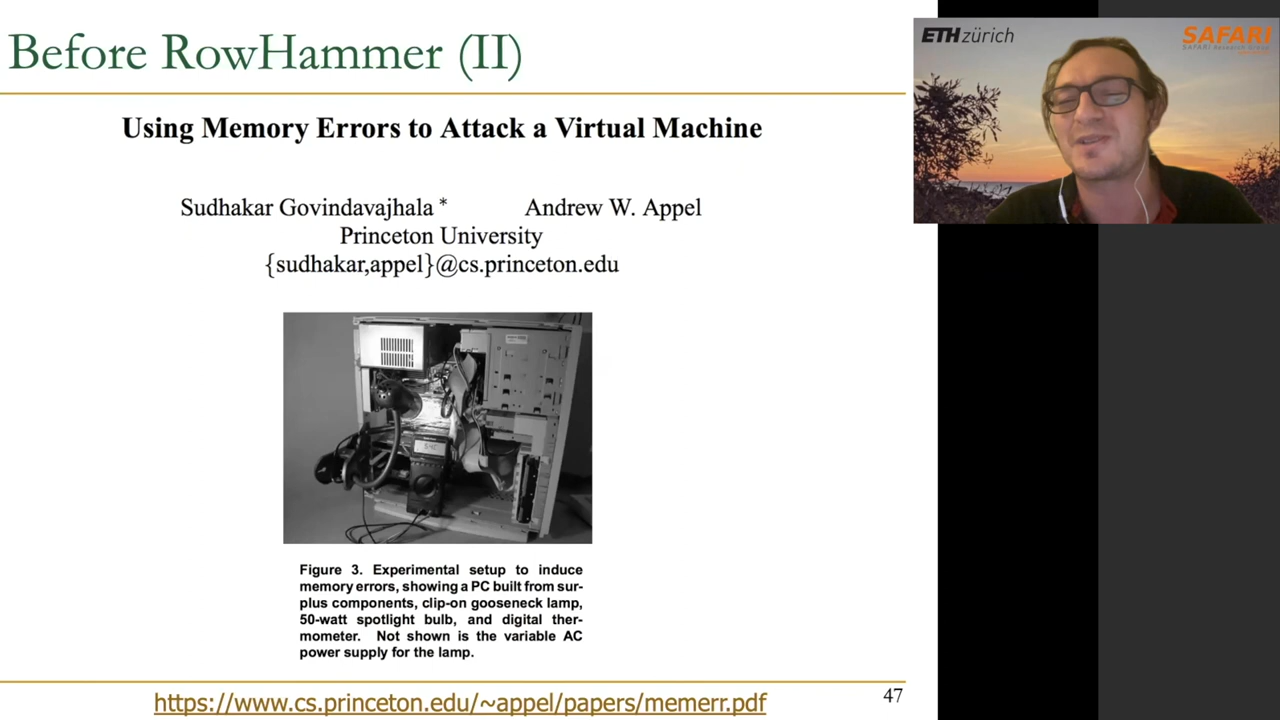 Before RowHammer (II)
Using Memory Errors to Attack a Virtual Machine
Sudhakar Govindavajhala * Andrew W. Appel
Princeton University
{sudhakar,appel}@cs.princeton.edu
Figure 3. Experimental setup to induce
memory errors, showing a PC built from sur-
plus components, clip-on gooseneck lamp,
50-watt spotlight bulb, and digital ther-
mometer. Not shown is the variable AC
power supply for the lamp.
https://www.cs.princeton.edu/~appel/papers/memerr.pdf
47
ETH zürich
SAFARI
SAFARI Research Group